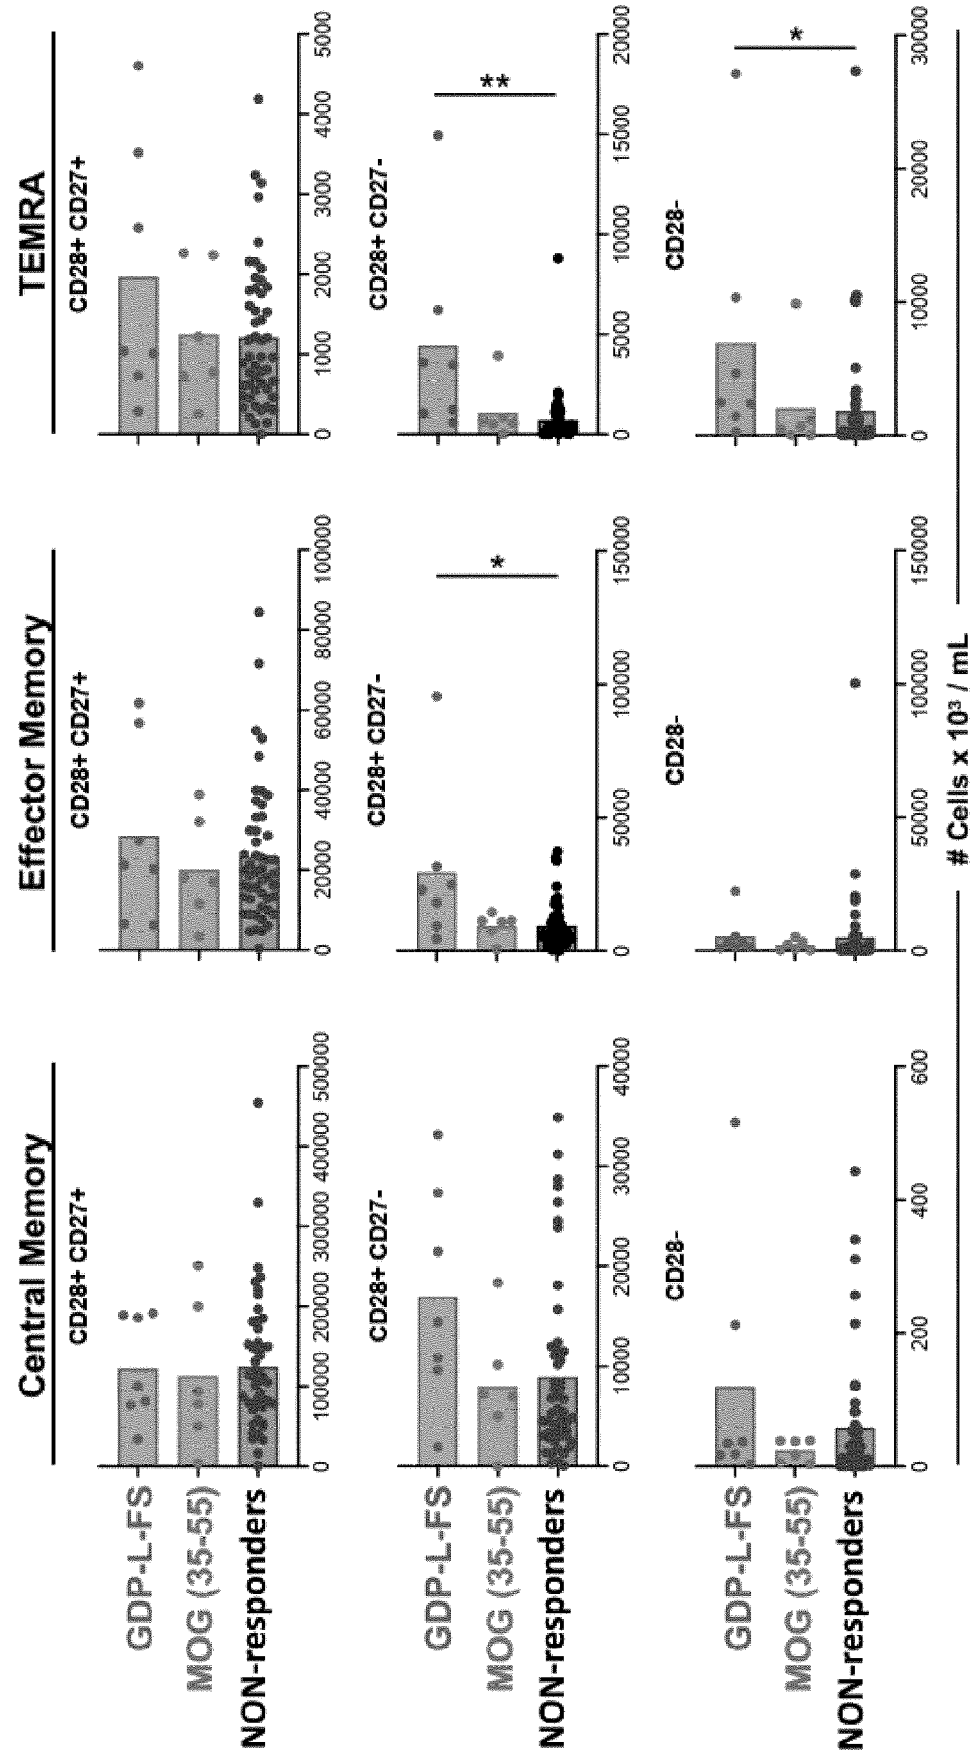 Central Memory
Effector Memory
TEMRA
CD28+ CD27+
CD28+ CD27+
CD28+ CD27+
GDP-L-FS
MOG (35-55)
NON-responders
0 100000 200000 300000 400000 500000
0 20000 40000 60000 80000 100000
0 1000 2000 3000 4000 5000
CD28+ CD27-
CD28+ CD27-
CD28+ CD27-
GDP-L-FS
MOG (35-55)
NON-responders
*
**
0 10000 20000 30000 40000
0 50000 100000 150000
0 5000 10000 15000 20000
CD28-
CD28-
CD28-
GDP-L-FS
MOG (35-55)
NON-responders
*
0 200 400 600
0 50000 100000 150000
0 10000 20000 30000
# Cells x 10³ / mL